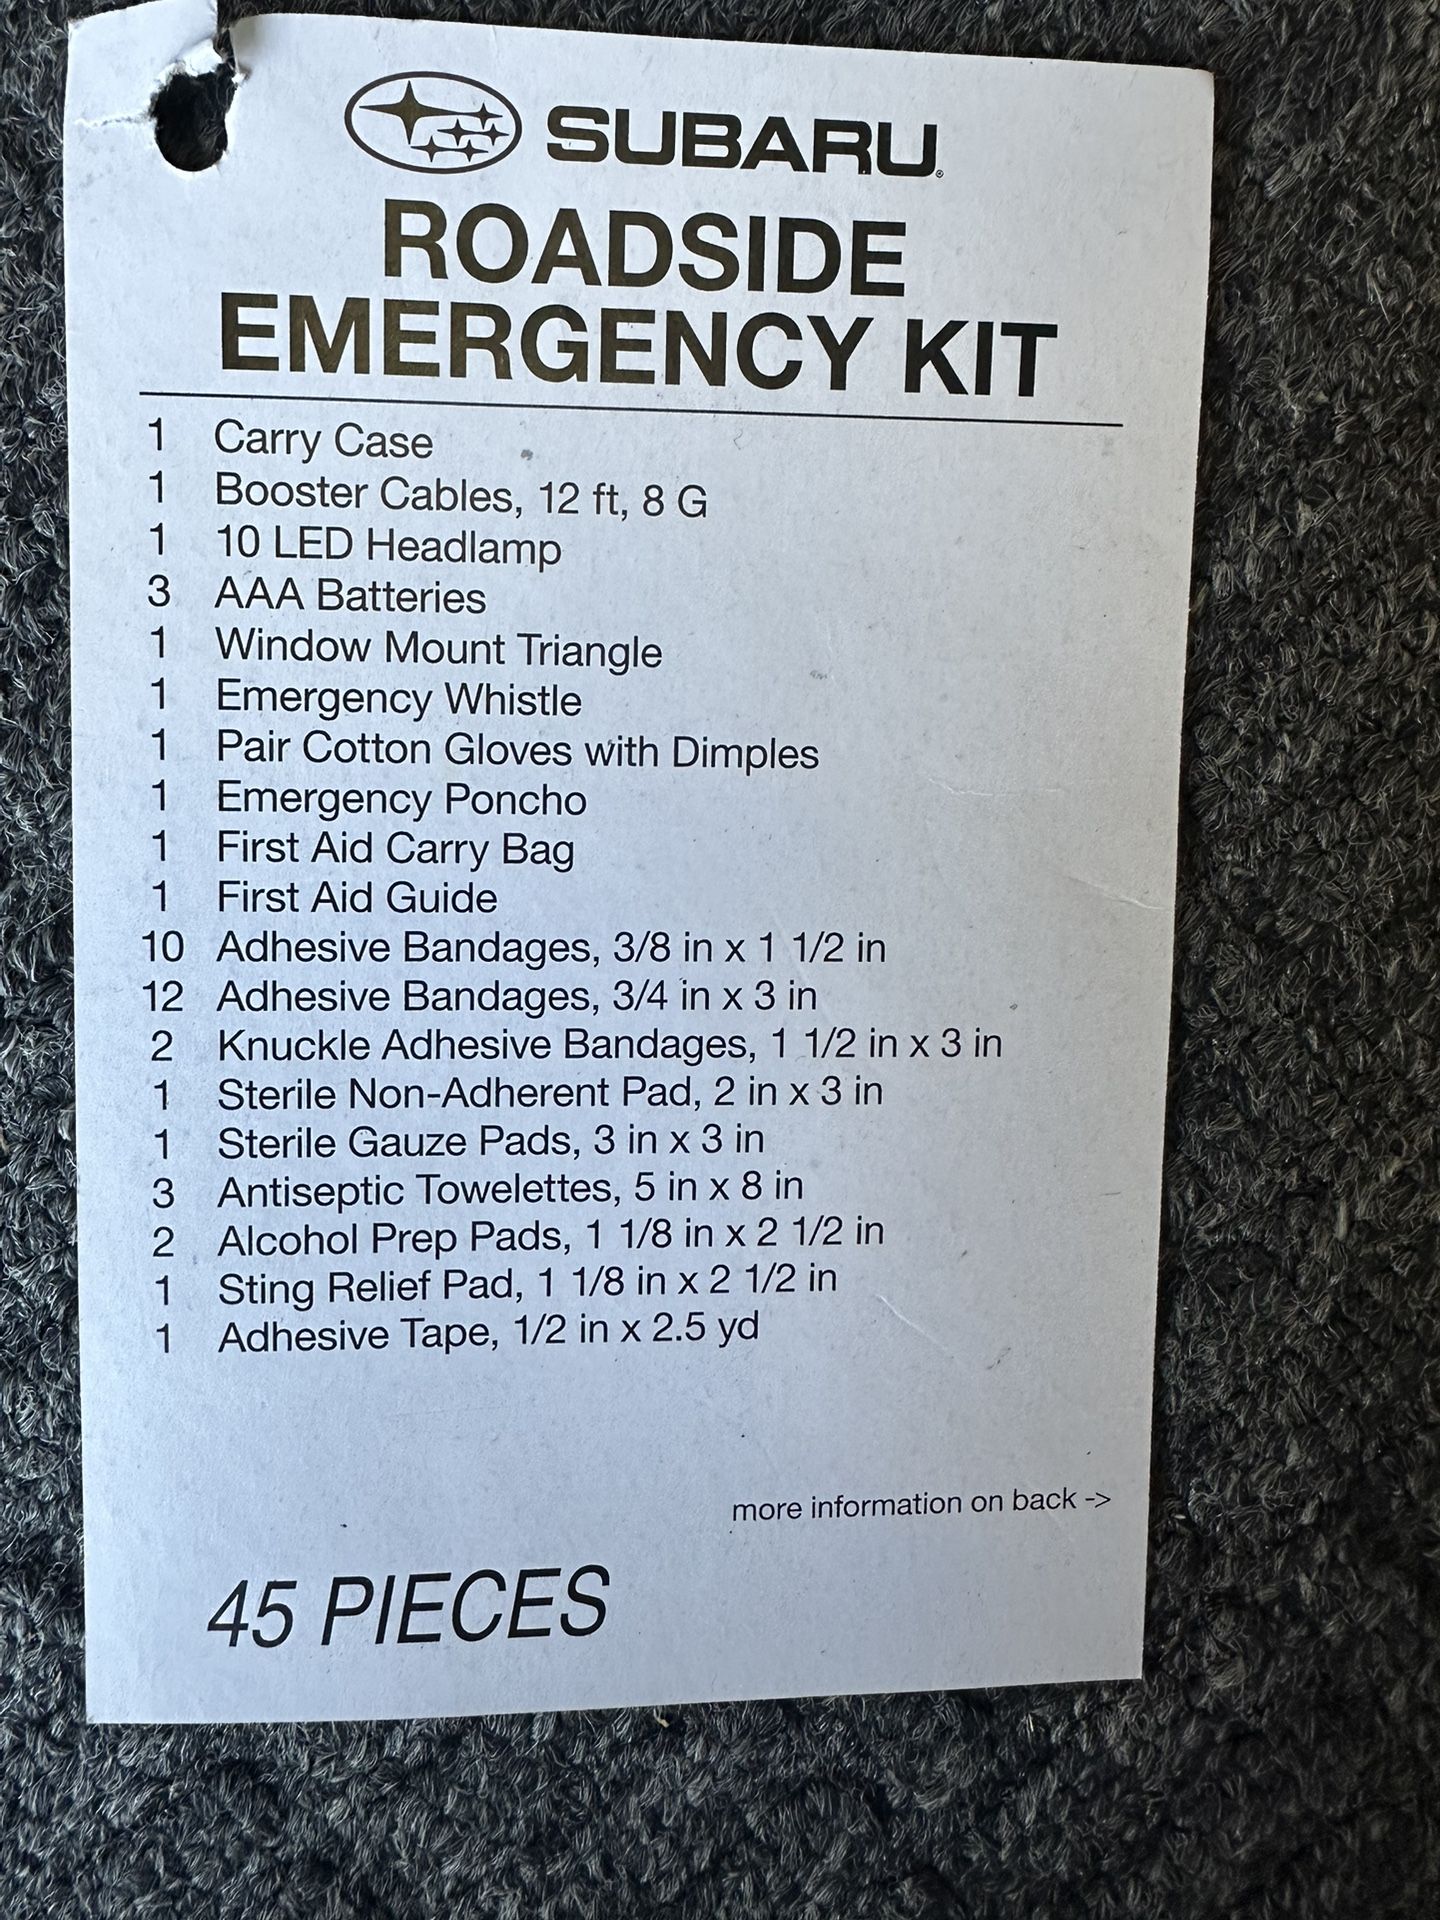 SUBARU®
ROADSIDE
EMERGENCY KIT
1 Carry Case
1 Booster Cables, 12 ft, 8 G
1 10 LED Headlamp
3 AAA Batteries
1 Window Mount Triangle
1 Emergency Whistle
1 Pair Cotton Gloves with Dimples
1 Emergency Poncho
1 First Aid Carry Bag
1 First Aid Guide
10 Adhesive Bandages, 3/8 in x 1 1/2 in
12 Adhesive Bandages, 3/4 in x 3 in
2 Knuckle Adhesive Bandages, 1 1/2 in x 3 in
1 Sterile Non-Adherent Pad, 2 in x 3 in
1 Sterile Gauze Pads, 3 in x 3 in
3 Antiseptic Towelettes, 5 in x 8 in
2 Alcohol Prep Pads, 1 1/8 in x 2 1/2 in
1 Sting Relief Pad, 1 1/8 in x 2 1/2 in
1 Adhesive Tape, 1/2 in x 2.5 yd
more information on back ->
45 PIECES